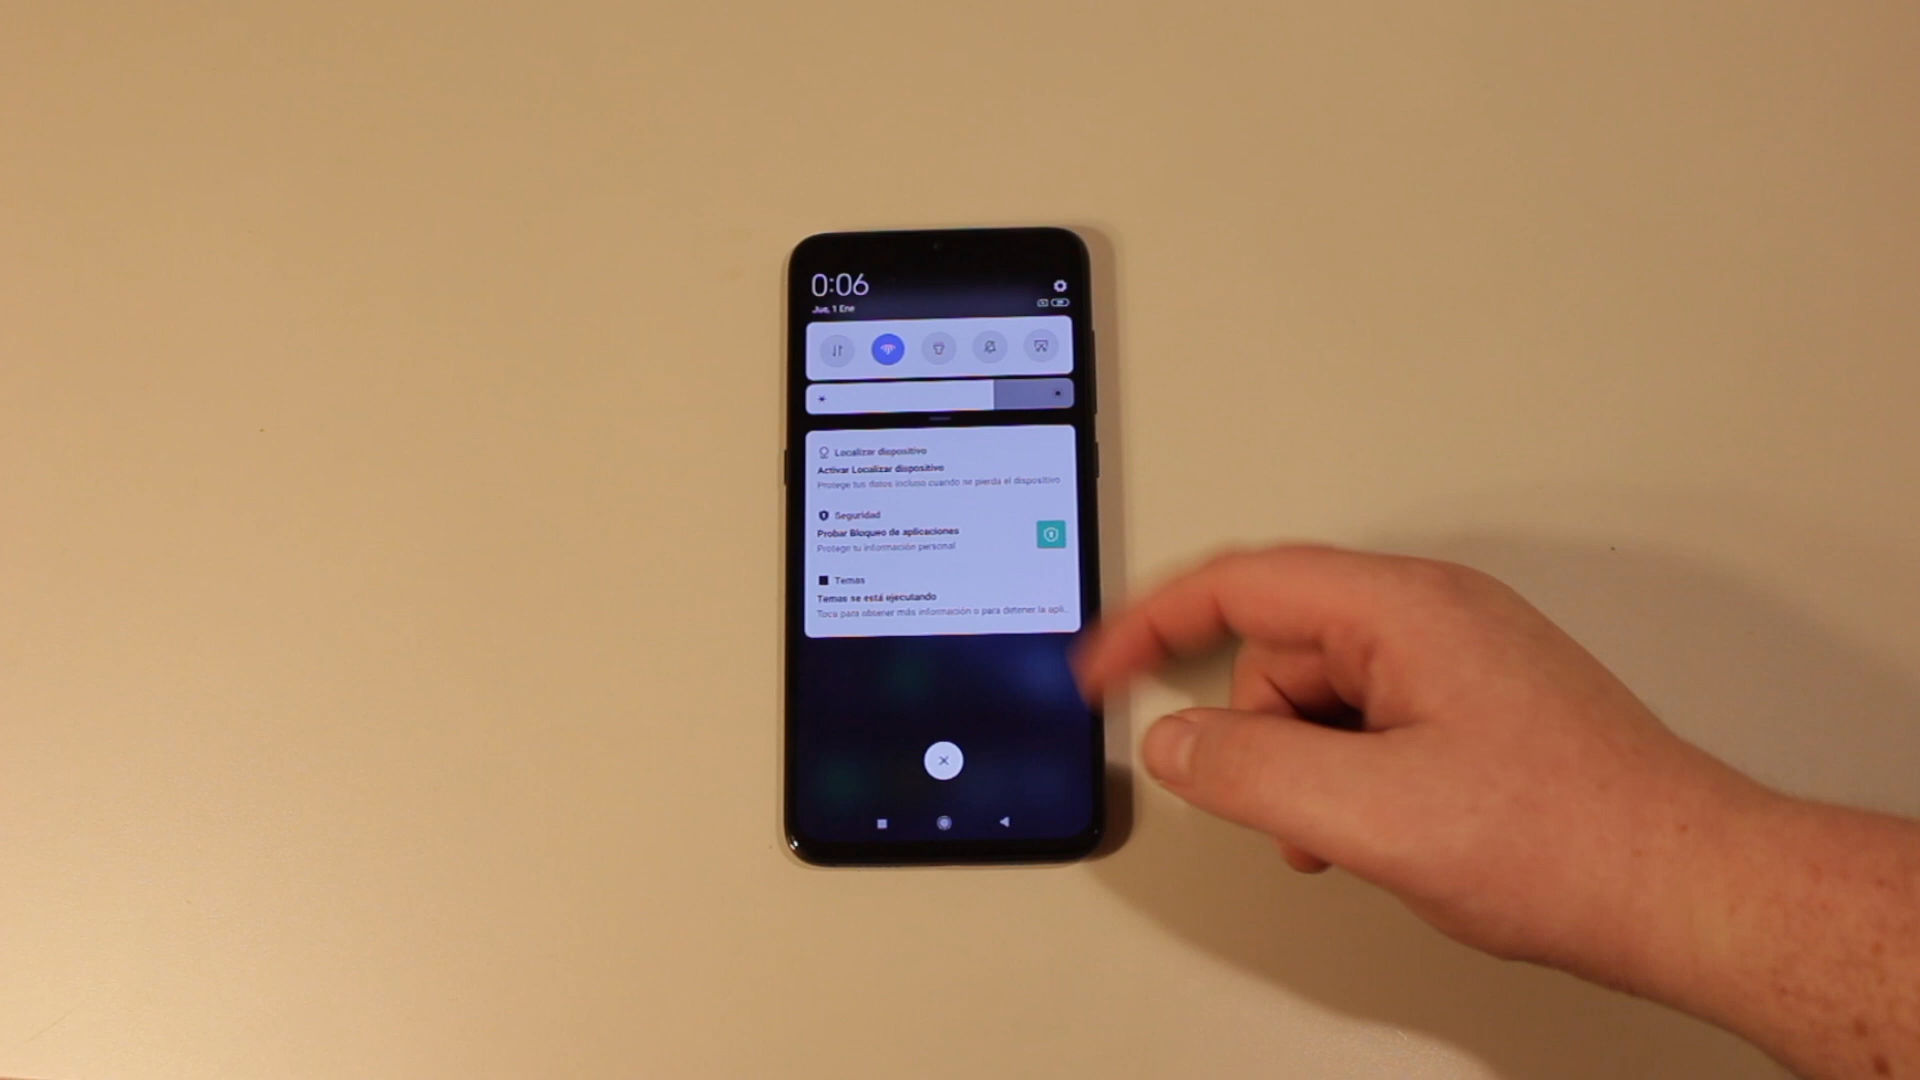 0:06
Jue, 1 Ene
Localizar dispositivo
Activar Localizar dispositivo
Protege tus datos incluso cuando se pierda el dispositivo
Seguridad
Probar Bloqueo de aplicaciones
Protege tu información personal
Temas
Temas se está ejecutando
Toca para obtener más información o para detener la apli..